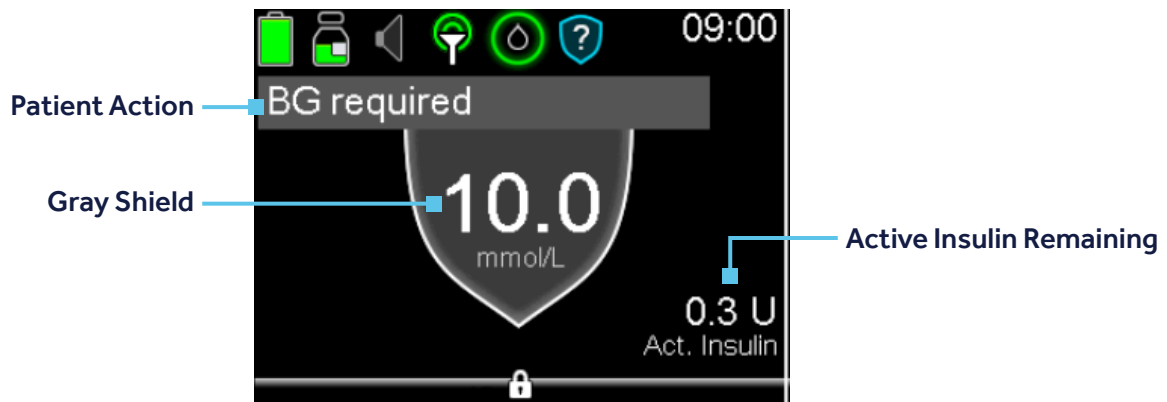 09:00
?
Patient Action
BG required
Gray Shield
10.0
mmol/L
Active Insulin Remaining
0.3 U
Act. Insulin